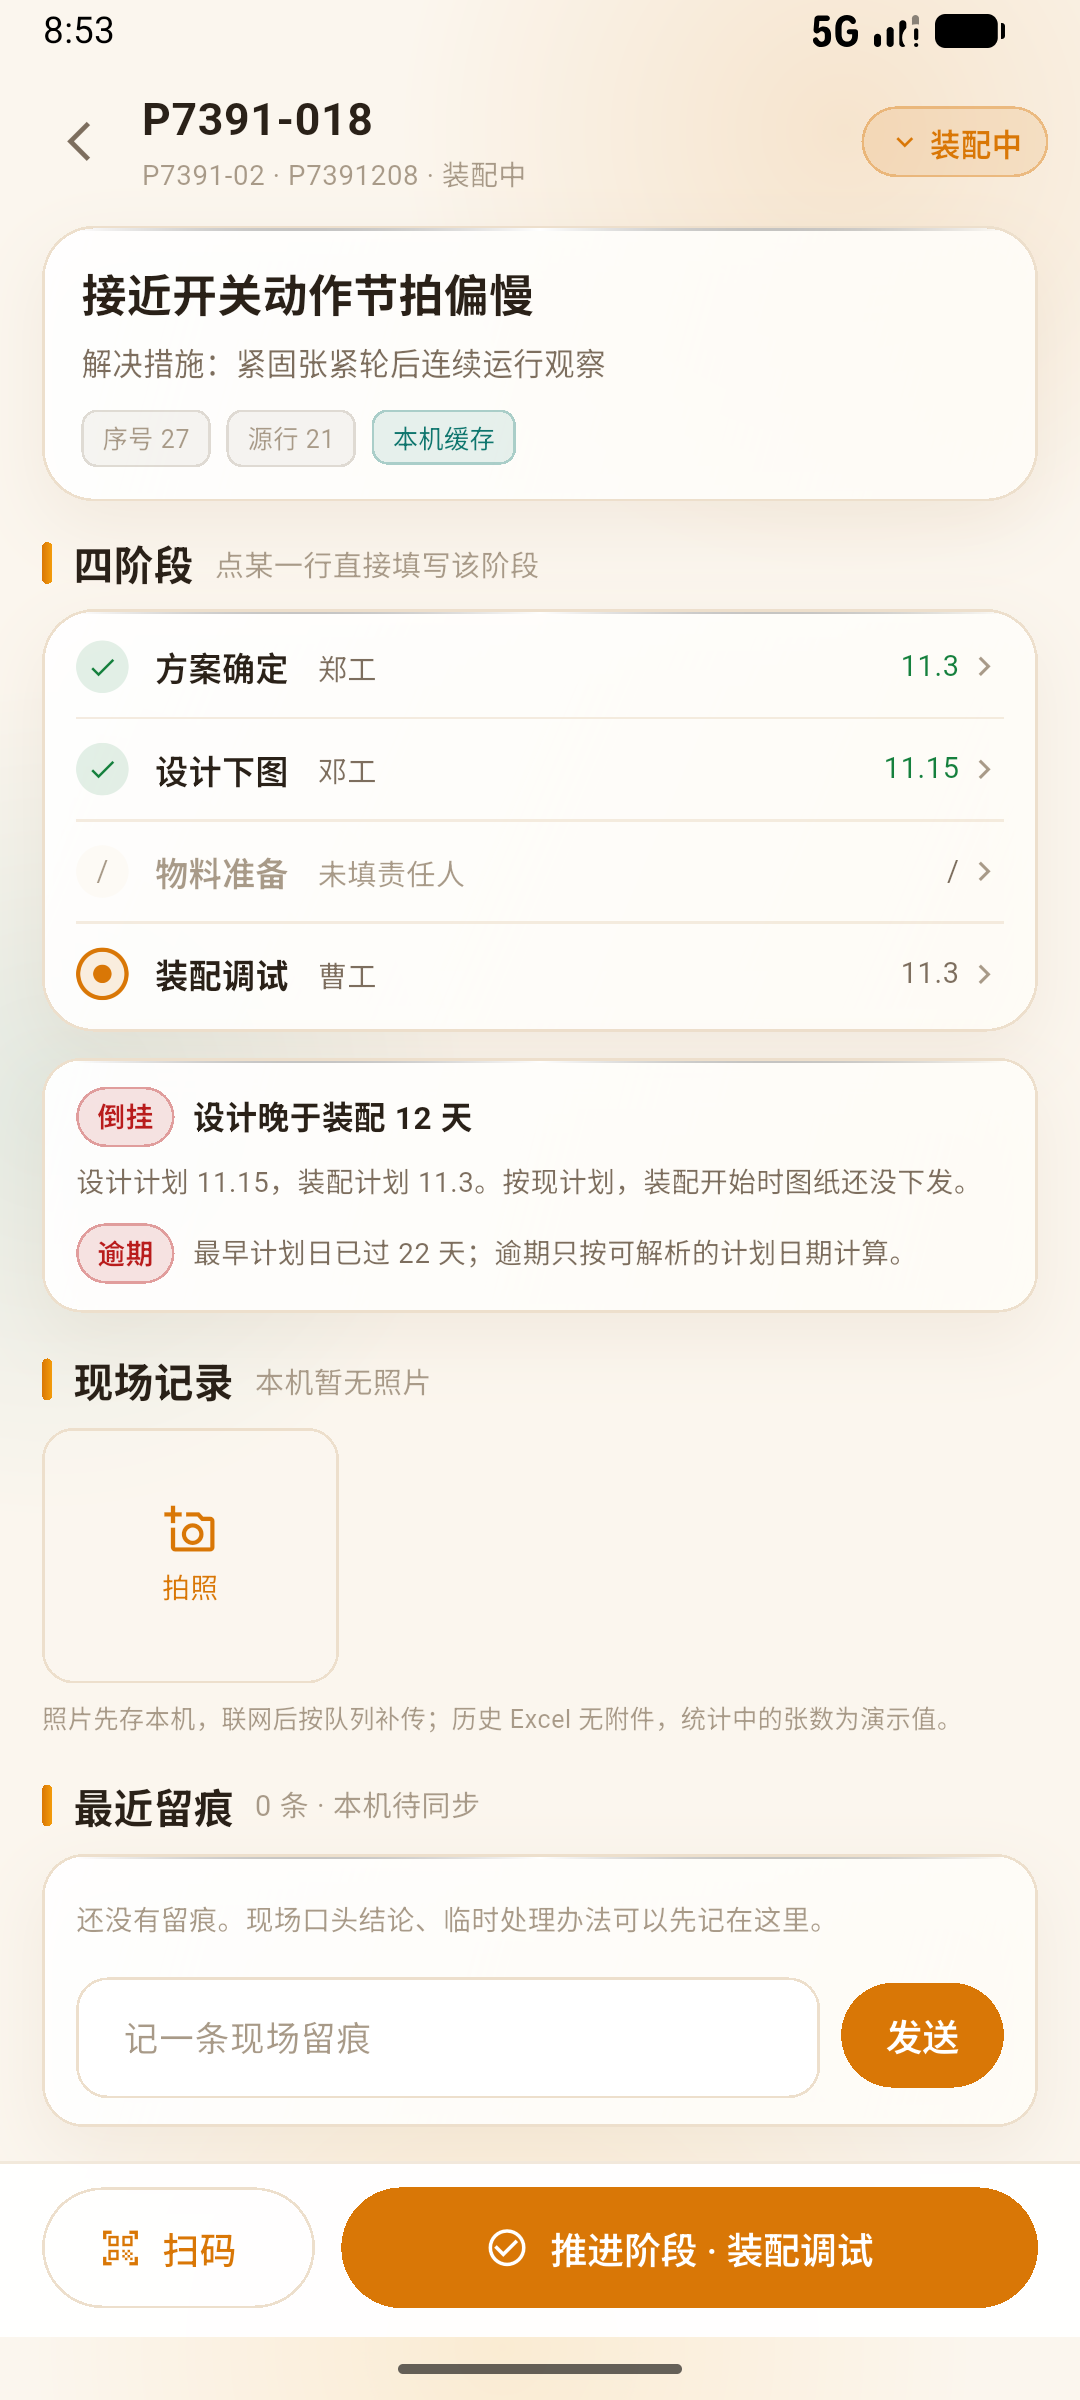 8:53
5G
P7391-018
P7391-02 · P7391208 · 装配中
装配中
接近开关动作节拍偏慢
解决措施：紧固张紧轮后连续运行观察
序号 27
源行 21
本机缓存
四阶段 点某一行直接填写该阶段
方案确定 郑工 11.3
设计下图 邓工 11.15
/ 物料准备 未填责任人 /
装配调试 曹工 11.3
倒挂 设计晚于装配 12 天
设计计划 11.15，装配计划 11.3。按现计划，装配开始时图纸还没下发。
逾期 最早计划日已过 22 天；逾期只按可解析的计划日期计算。
现场记录 本机暂无照片
拍照
照片先存本机，联网后按队列补传；历史 Excel 无附件，统计中的张数为演示值。
最近留痕 0 条 · 本机待同步
还没有留痕。现场口头结论、临时处理办法可以先记在这里。
记一条现场留痕
发送
扫码
推进阶段 · 装配调试